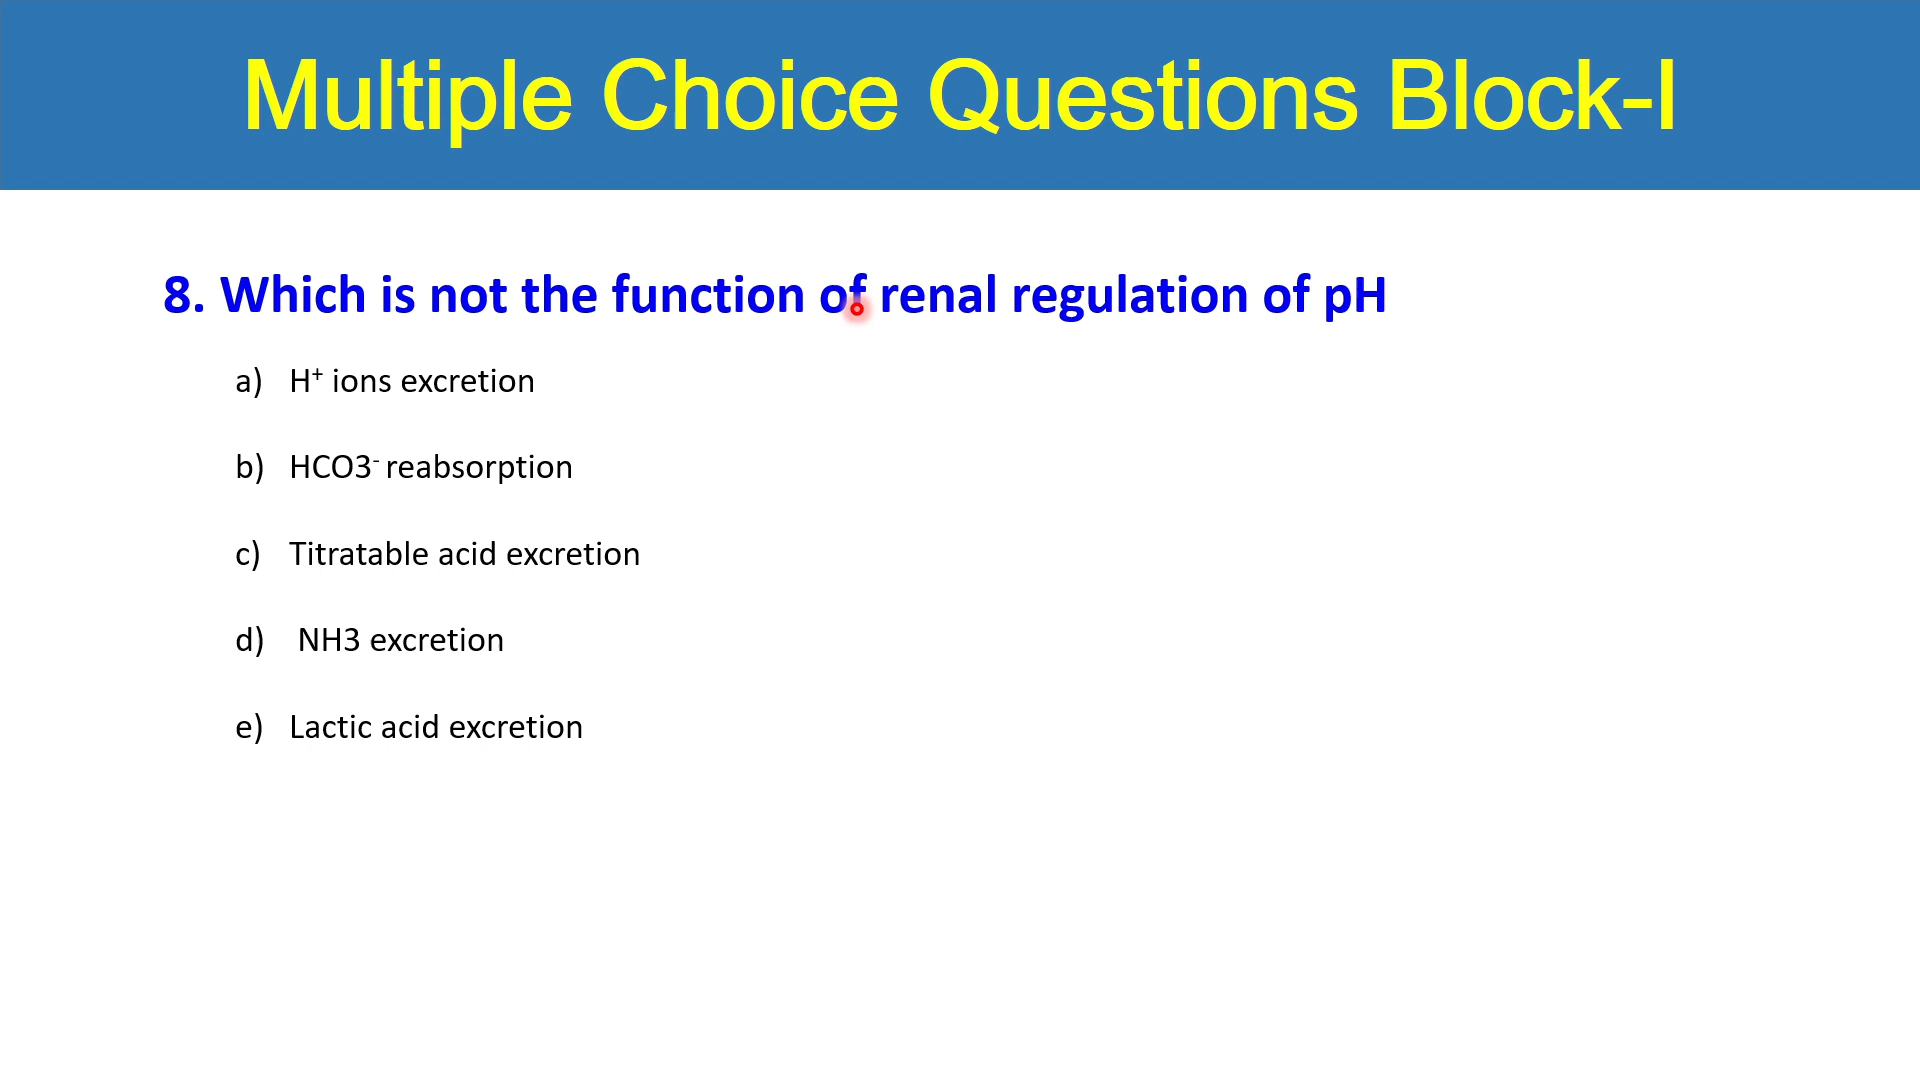 Multiple Choice Questions Block-I
8. Which is not the function of renal regulation of pH
a) H⁺ ions excretion
b) HCO3⁻ reabsorption
c) Titratable acid excretion
d) NH3 excretion
e) Lactic acid excretion